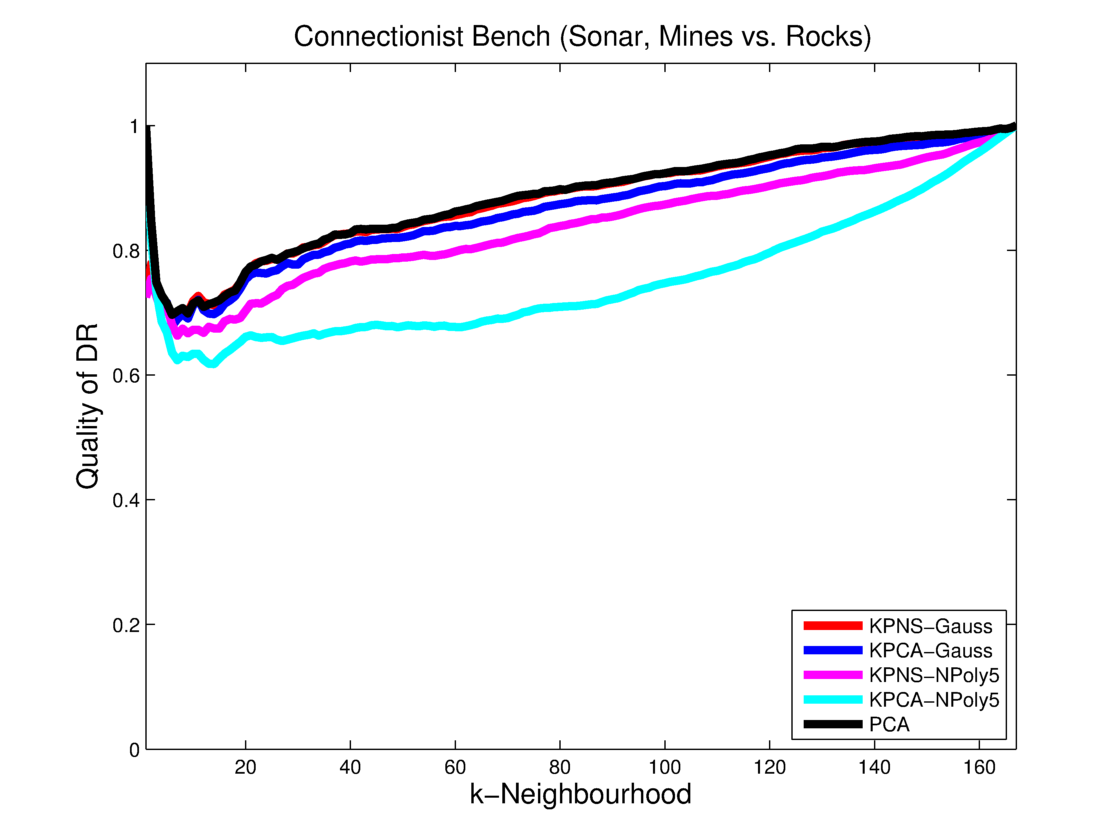 Connectionist Bench (Sonar, Mines vs. Rocks)
Quality of DR
1
0.8
0.6
0.4
0.2
0
20 40 60 80 100 120 140 160
k−Neighbourhood
KPNS−Gauss
KPCA−Gauss
KPNS−NPoly5
KPCA−NPoly5
PCA